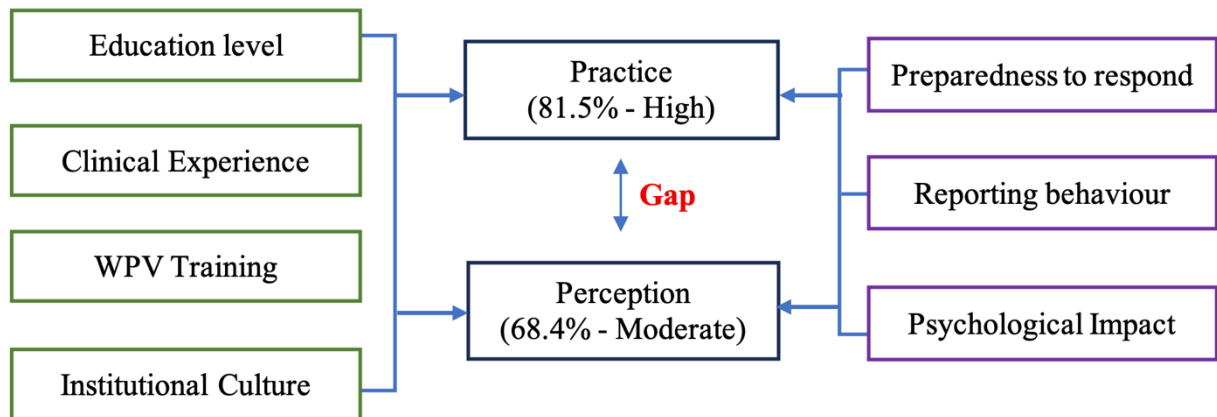 Education level
Clinical Experience
WPV Training
Institutional Culture
Practice
(81.5% - High)
Gap
Perception
(68.4% - Moderate)
Preparedness to respond
Reporting behaviour
Psychological Impact